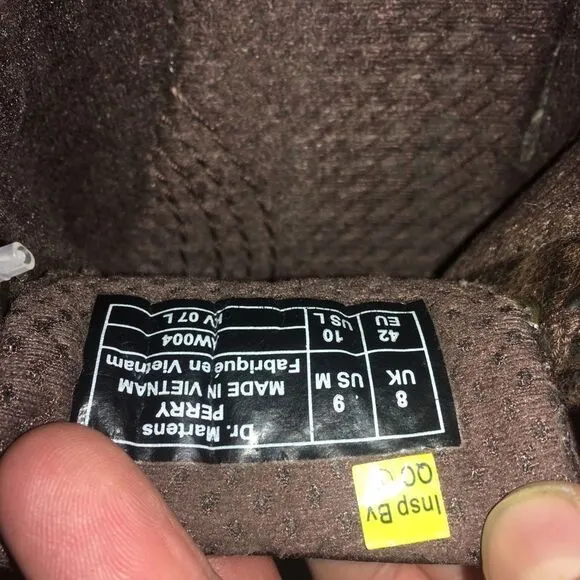 8 UK
9 US M
Dr. Martens
PERRY
MADE IN VIETNAM
Fabriqué en Vietnam
42 EU
10 US L
AW004
V 07 L
Insp By
QC